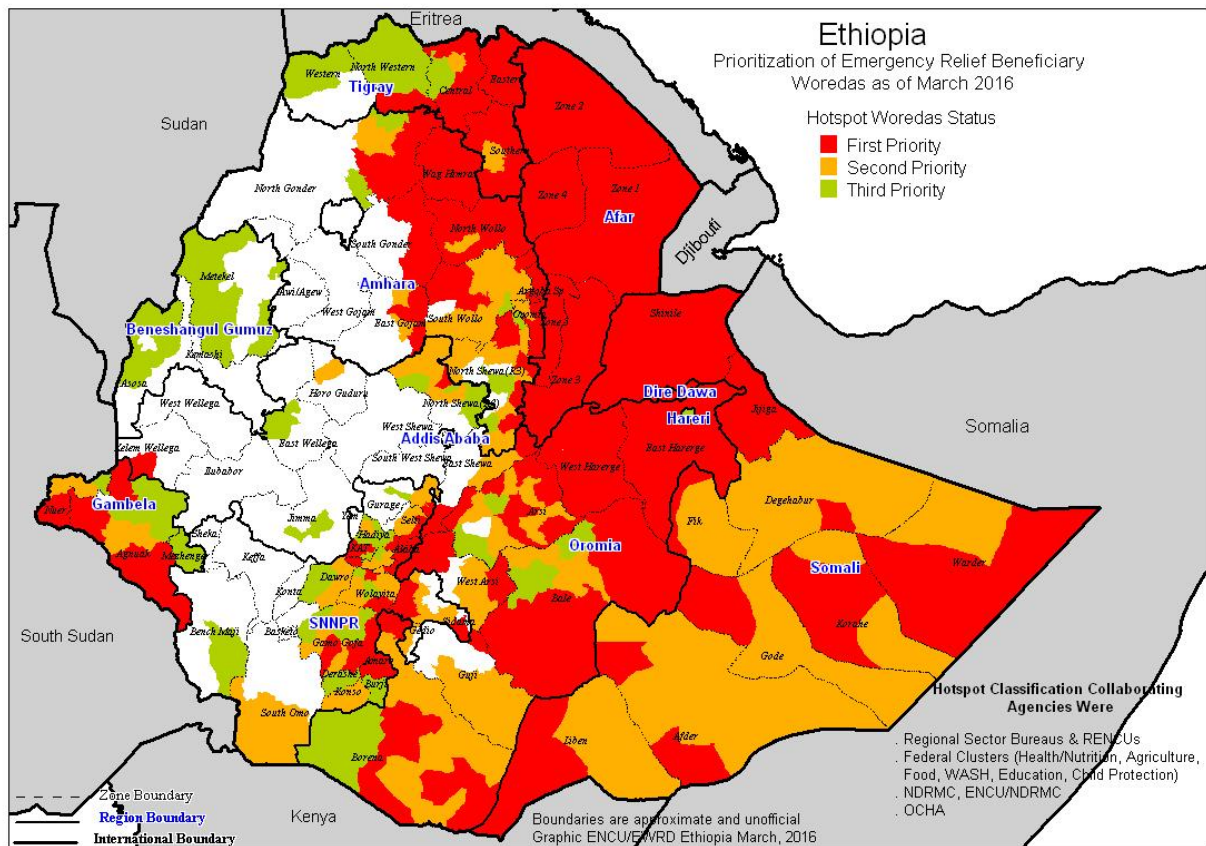 Eritrea
Ethiopia
Prioritization of Emergency Relief Beneficiary
Woredas as of March 2016
Hotspot Woredas Status
First Priority
Second Priority
Third Priority
Western
North Western
Tigray
Central
Eastern
Zone 2
Sudan
Southern
Wag Himra
North Gonder
Zone 4
Zone 1
Afar
North Wollo
South Gonder
Djibouti
Metekel
Awi/Agew
Amhara
West Gojam
East Gojam
South Wollo
Oromia
Zone 5
Shinile
Beneshangul Gumuz
Kamashi
Asosa
North Shewa(R3)
Zone 3
Horo Guduru
West Wellega
North Shewa(R4)
Dire Dawa
Hareri
Jijiga
West Shewa
Addis Ababa
East Wellega
Kelem Wellega
South West Shewa
East Shewa
West Harerge
East Harerge
Somalia
Illubabor
Gambela
Nuer
Degehabur
Jimma
Yem
Gurage
Selti
Arsi
Fik
Hadiya
Sheka
Keffa
KAT
Alaba
Oromia
Agnuak
Mezhenger
Somali
Warder
Dawro
West Arsi
Konta
Wolayita
Bale
Korahe
South Sudan
SNNPR
Bench Maji
Basketo
Gedio
Sidama
Gamo Gofa
Amaro
Gode
Derashe
Guji
Konso
Burji
South Omo
Hotspot Classification Collaborating
Agencies Were
Borena
Liben
Afder
. Regional Sector Bureaus & RENCUs
. Federal Clusters (Health/Nutrition, Agriculture,
Food, WASH, Education, Child Protection)
. NDRMC, ENCU/NDRMC
. OCHA
Zone Boundary
Region Boundary
International Boundary
Kenya
Boundaries are approximate and unofficial
Graphic ENCU/EWRD Ethiopia March, 2016